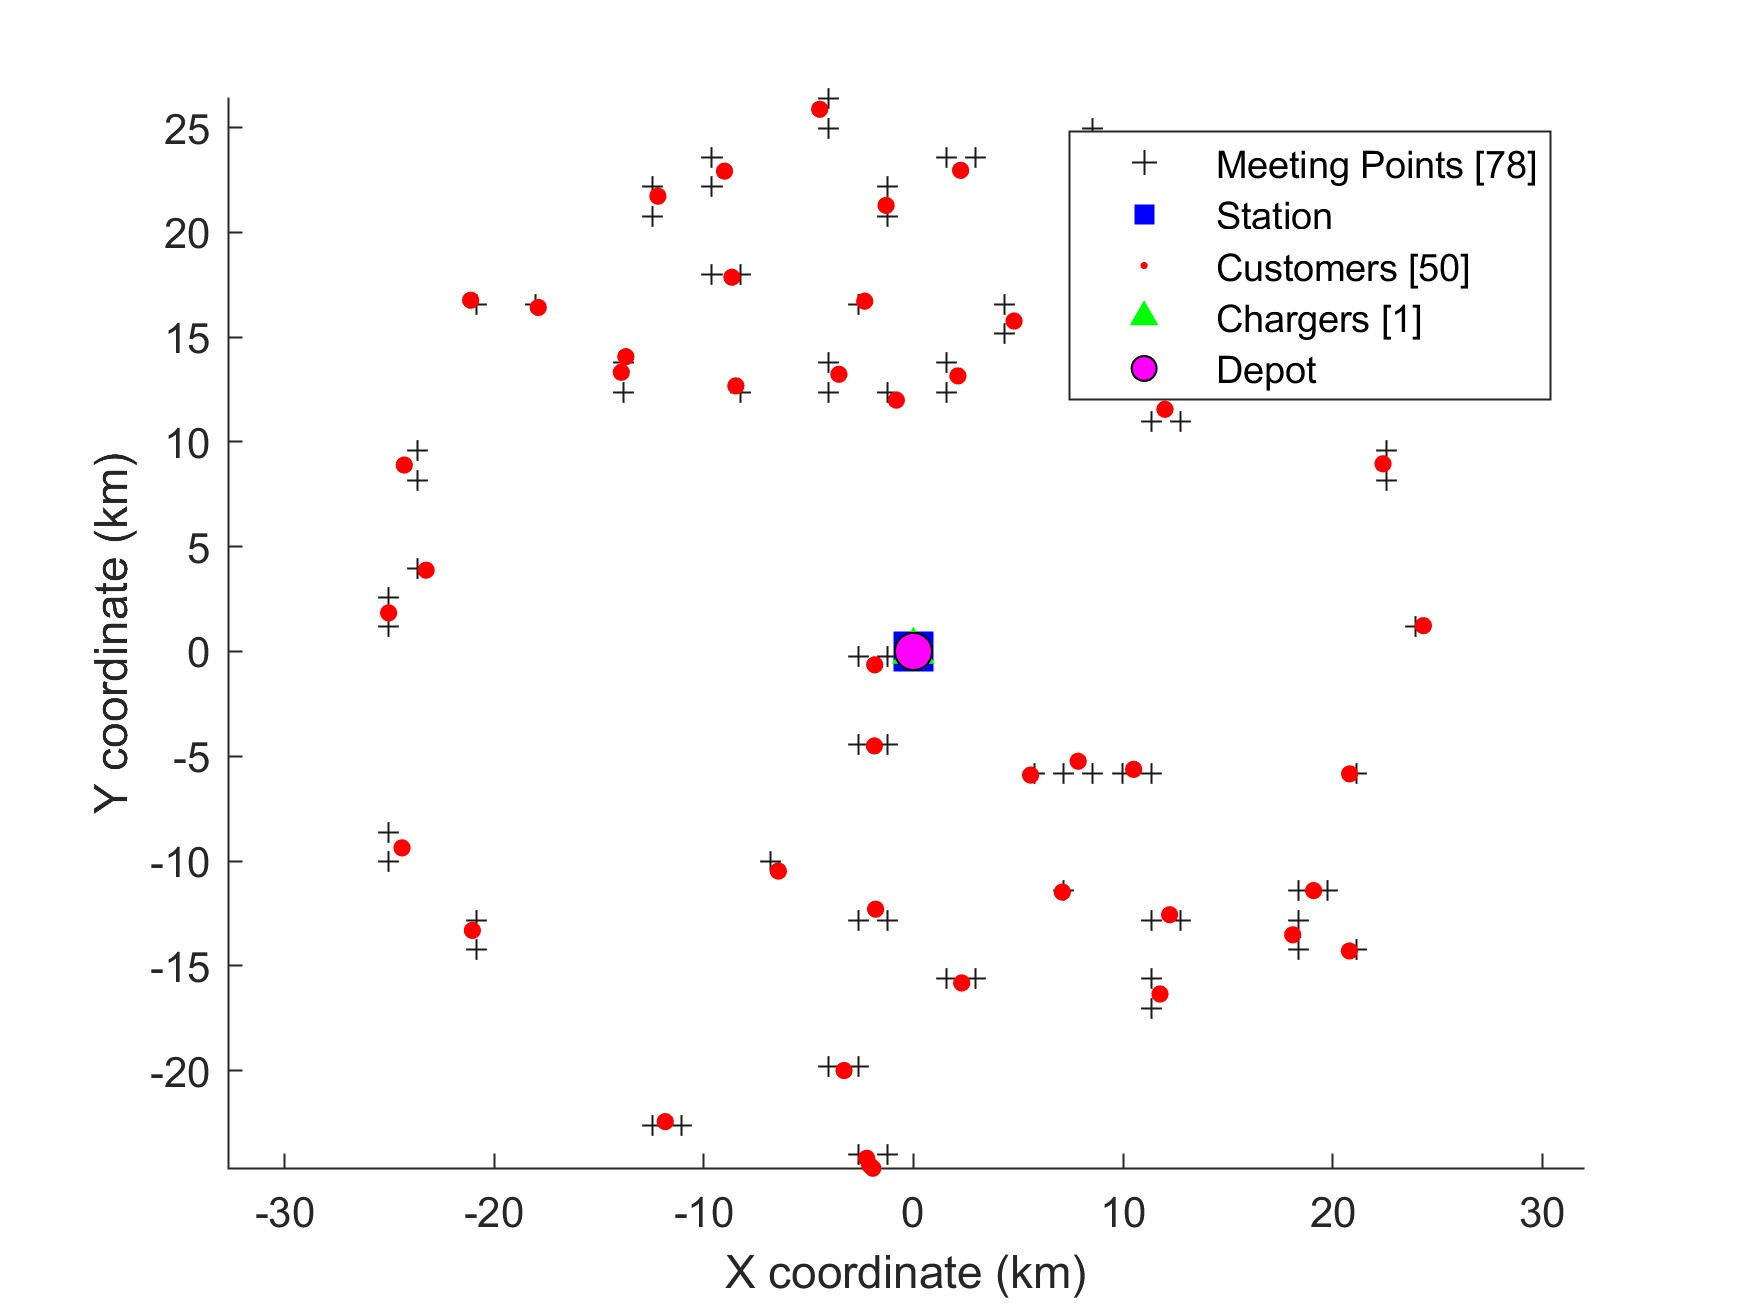 25
20
15
10
5
0
-5
-10
-15
-20
Y coordinate (km)
Meeting Points [78]
Station
Customers [50]
Chargers [1]
Depot
-30 -20 -10 0 10 20 30
X coordinate (km)